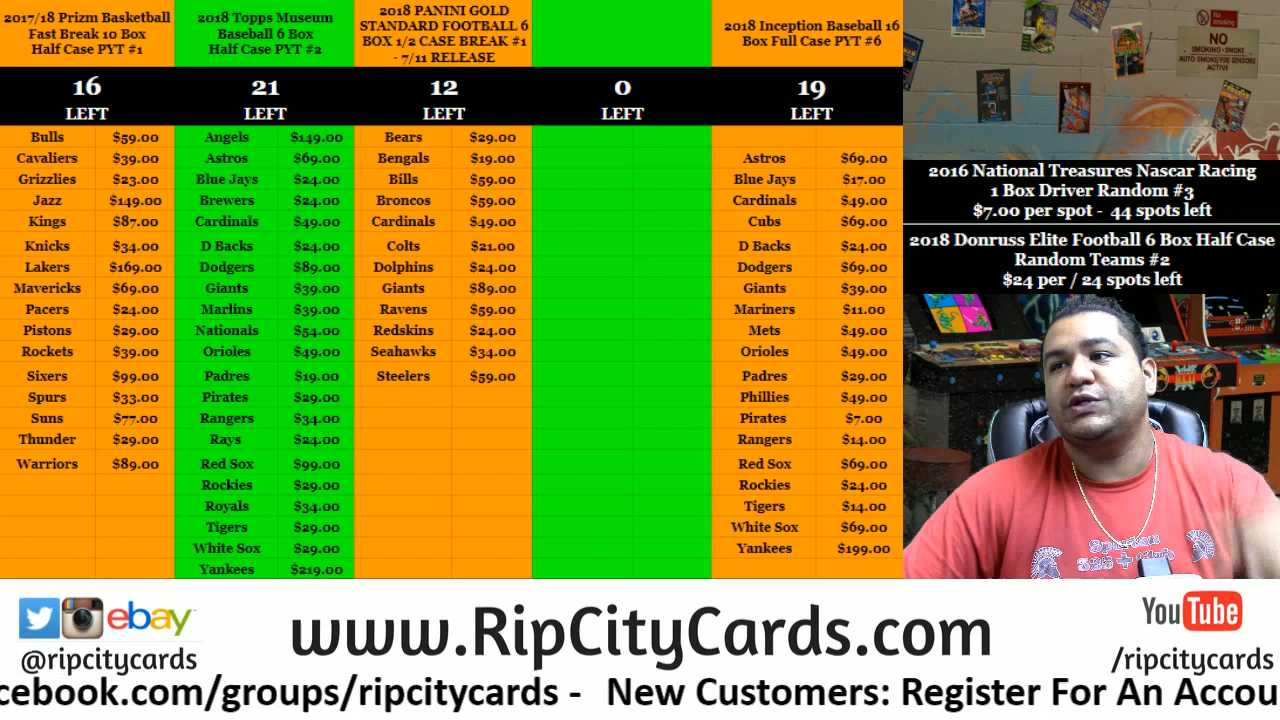 2017/18 Prizm Basketball
Fast Break 10 Box
Half Case PYT #1
16
LEFT
Bulls $59.00
Cavaliers $39.00
Grizzlies $23.00
Jazz $149.00
Kings $87.00
Knicks $34.00
Lakers $169.00
Mavericks $69.00
Pacers $24.00
Pistons $29.00
Rockets $39.00
Sixers $99.00
Spurs $33.00
Suns $77.00
Thunder $29.00
Warriors $89.00
2018 Topps Museum
Baseball 6 Box
Half Case PYT #2
21
LEFT
Angels $149.00
Astros $69.00
Blue Jays $24.00
Brewers $24.00
Cardinals $49.00
D Backs $24.00
Dodgers $89.00
Giants $39.00
Marlins $39.00
Nationals $54.00
Orioles $49.00
Padres $19.00
Pirates $29.00
Rangers $34.00
Rays $24.00
Red Sox $99.00
Rockies $29.00
Royals $34.00
Tigers $29.00
White Sox $29.00
Yankees $219.00
2018 PANINI GOLD
STANDARD FOOTBALL 6
BOX 1/2 CASE BREAK #1
- 7/11 RELEASE
12
LEFT
Bears $29.00
Bengals $19.00
Bills $59.00
Broncos $59.00
Cardinals $49.00
Colts $21.00
Dolphins $24.00
Giants $89.00
Ravens $59.00
Redskins $24.00
Seahawks $34.00
Steelers $59.00
0
LEFT
2018 Inception Baseball 16
Box Full Case PYT #6
19
LEFT
Astros $69.00
Blue Jays $17.00
Cardinals $49.00
Cubs $69.00
D Backs $24.00
Dodgers $69.00
Giants $39.00
Mariners $11.00
Mets $49.00
Orioles $49.00
Padres $29.00
Phillies $49.00
Pirates $7.00
Rangers $14.00
Red Sox $69.00
Rockies $24.00
Tigers $14.00
White Sox $69.00
Yankees $199.00
No smoking
NO
SMOKING - SMOKE
AUTO SMOKE/FIRE SENSORS
ACTIVE
2016 National Treasures Nascar Racing
1 Box Driver Random #3
$7.00 per spot - 44 spots left
2018 Donruss Elite Football 6 Box Half Case
Random Teams #2
$24 per / 24 spots left
ebay
@ripcitycards
www.RipCityCards.com
YouTube
/ripcitycards
cebook.com/groups/ripcitycards - New Customers: Register For An Accou